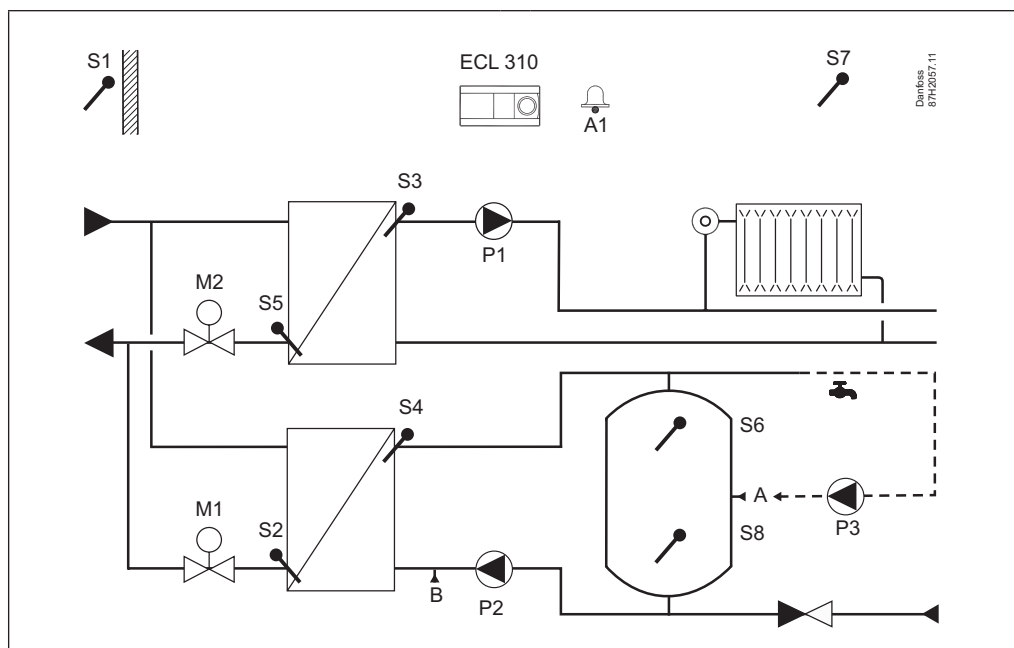 S1
ECL 310
S7
Danfoss
87H2057.11
A1
S3
P1
M2
S5
S4
S6
A
M1
S2
S8
P3
B
P2